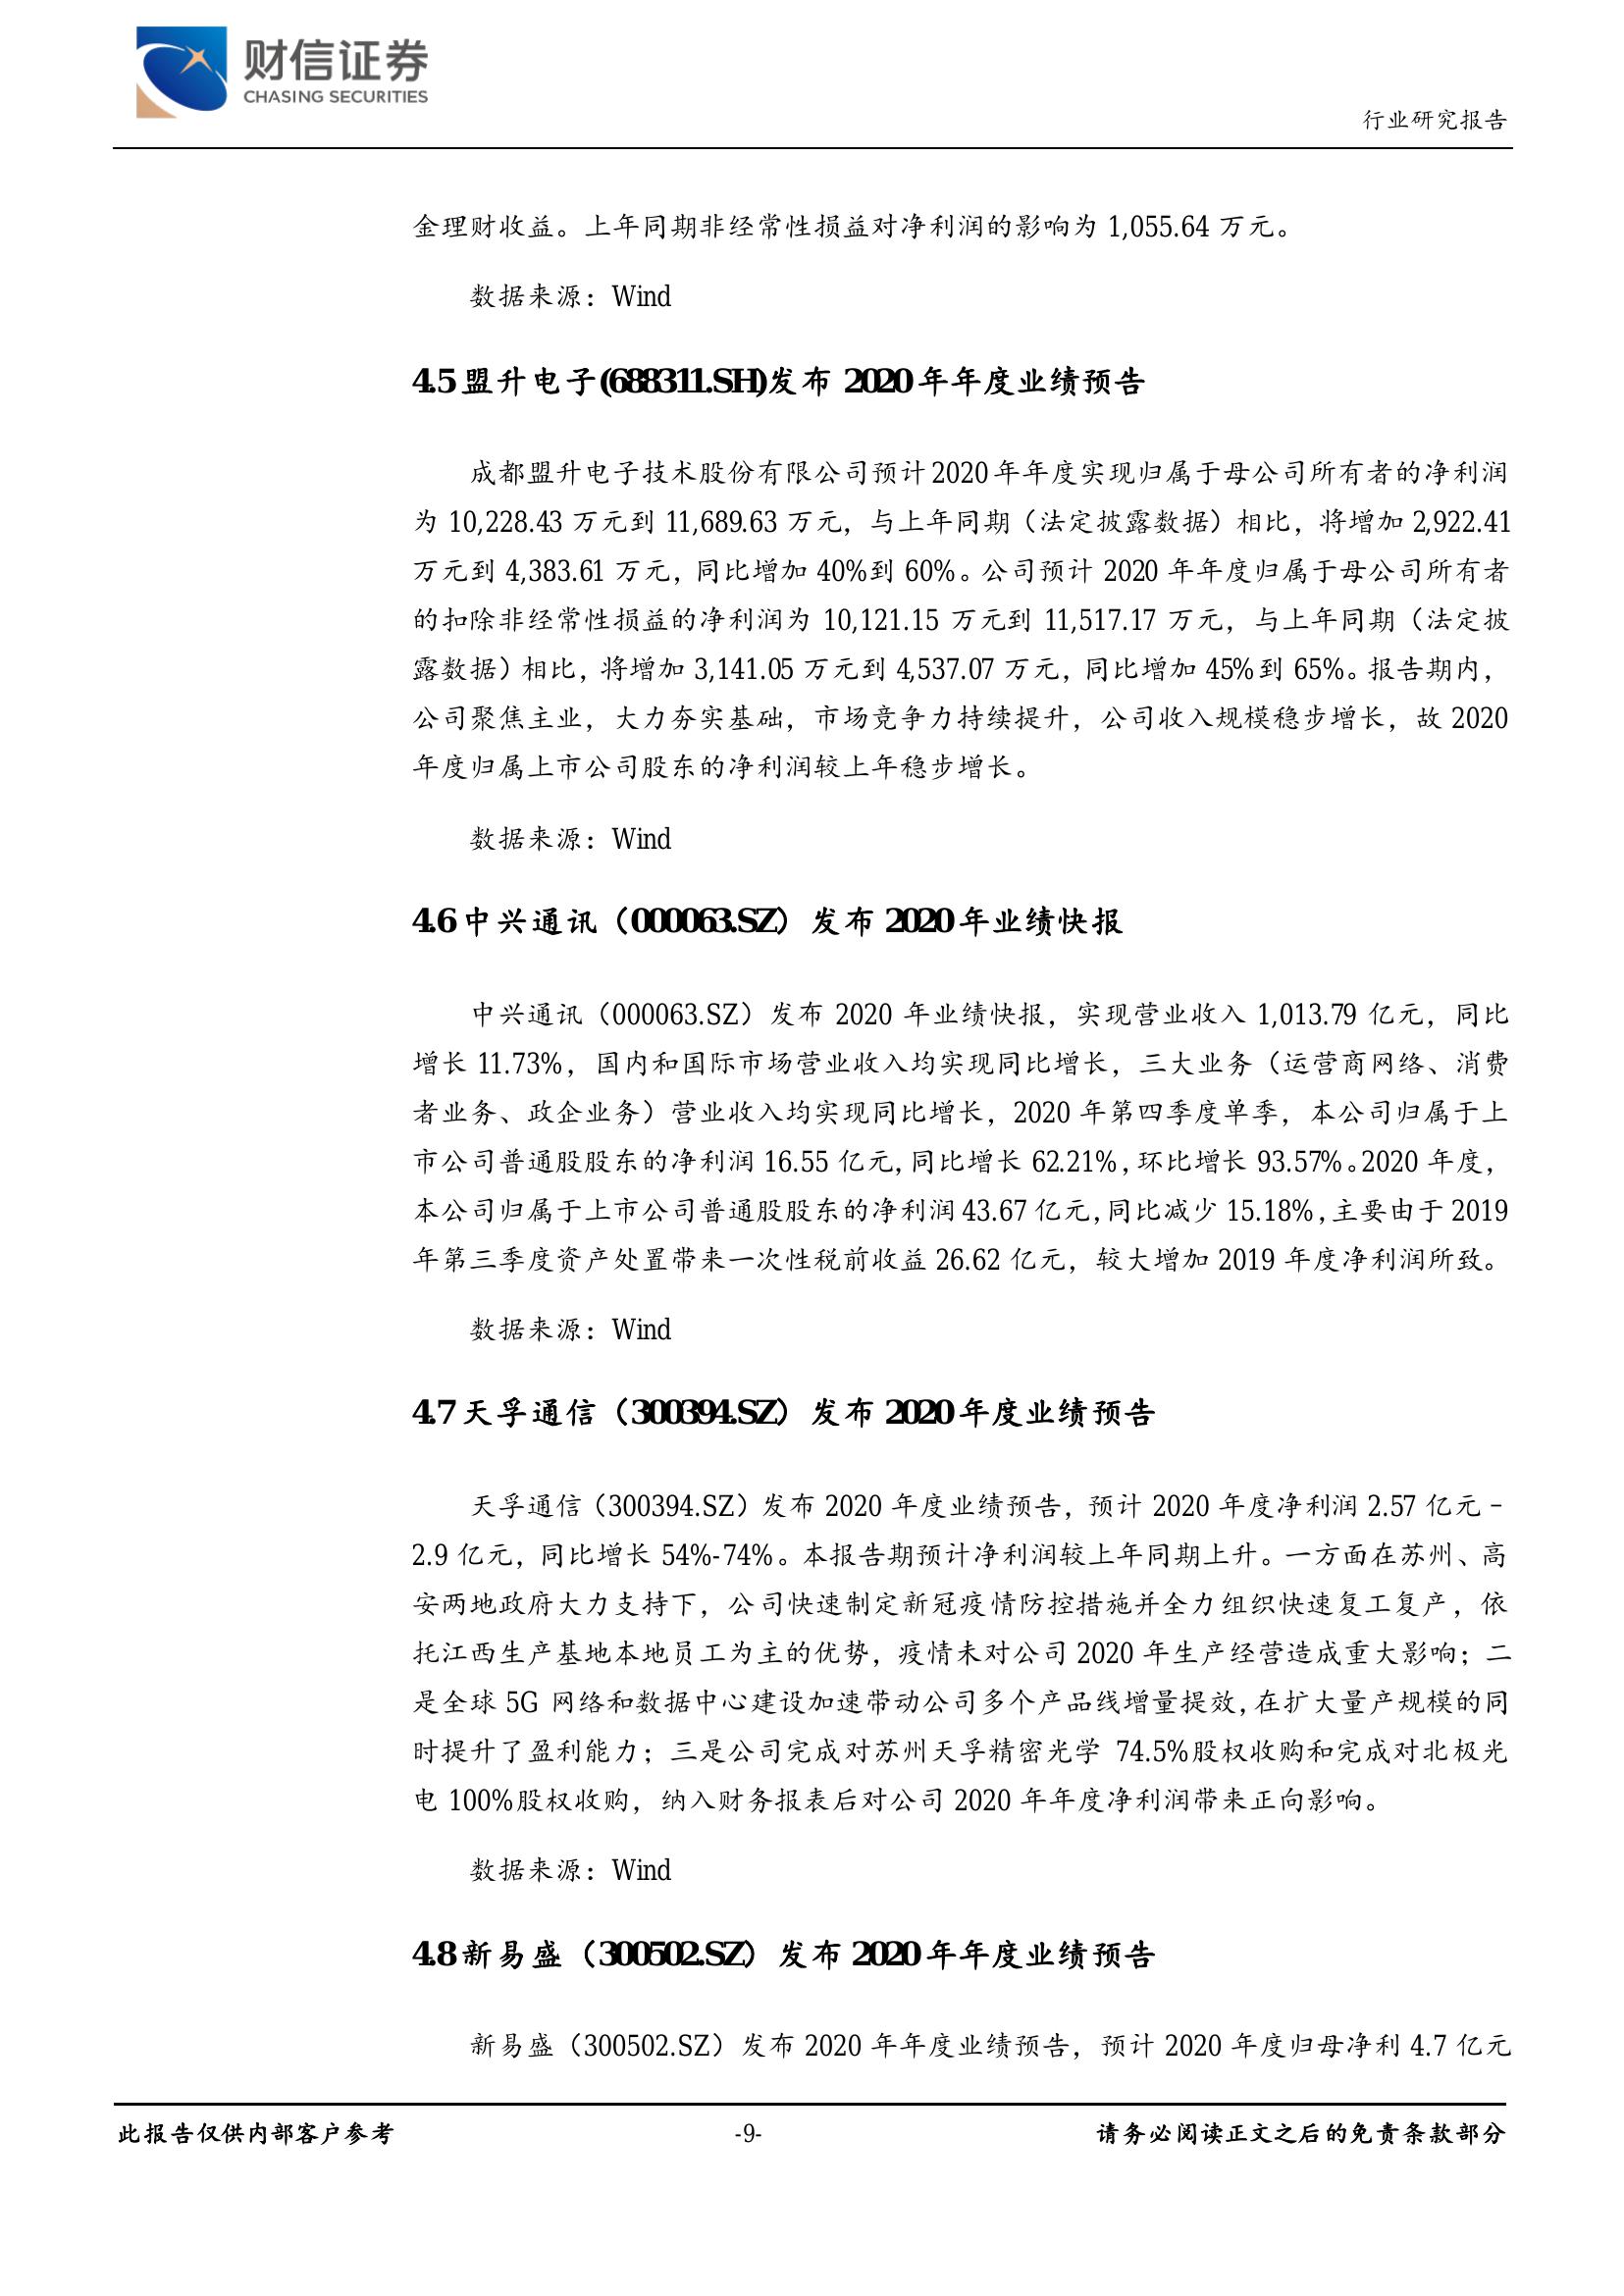 财信证券
CHASING SECURITIES
行业研究报告
金理财收益。上年同期非经常性损益对净利润的影响为 1,055.64 万元。
数据来源：Wind
4.5 盟升电子(688311.SH)发布 2020 年年度业绩预告
成都盟升电子技术股份有限公司预计 2020 年年度实现归属于母公司所有者的净利润
为 10,228.43 万元到 11,689.63 万元，与上年同期（法定披露数据）相比，将增加 2,922.41
万元到 4,383.61 万元，同比增加 40%到 60%。公司预计 2020 年年度归属于母公司所有者
的扣除非经常性损益的净利润为 10,121.15 万元到 11,517.17 万元，与上年同期（法定披
露数据）相比，将增加 3,141.05 万元到 4,537.07 万元，同比增加 45%到 65%。报告期内，
公司聚焦主业，大力夯实基础，市场竞争力持续提升，公司收入规模稳步增长，故 2020
年度归属上市公司股东的净利润较上年稳步增长。
数据来源：Wind
4.6 中兴通讯（000063.SZ）发布 2020 年业绩快报
中兴通讯（000063.SZ）发布 2020 年业绩快报，实现营业收入 1,013.79 亿元，同比
增长 11.73%，国内和国际市场营业收入均实现同比增长，三大业务（运营商网络、消费
者业务、政企业务）营业收入均实现同比增长，2020 年第四季度单季，本公司归属于上
市公司普通股股东的净利润 16.55 亿元,同比增长 62.21%,环比增长 93.57%。2020 年度，
本公司归属于上市公司普通股股东的净利润 43.67 亿元,同比减少 15.18%,主要由于 2019
年第三季度资产处置带来一次性税前收益 26.62 亿元，较大增加 2019 年度净利润所致。
数据来源：Wind
4.7 天孚通信（300394.SZ）发布 2020 年度业绩预告
天孚通信（300394.SZ）发布 2020 年度业绩预告，预计 2020 年度净利润 2.57 亿元–
2.9 亿元，同比增长 54%-74%。本报告期预计净利润较上年同期上升。一方面在苏州、高
安两地政府大力支持下，公司快速制定新冠疫情防控措施并全力组织快速复工复产，依
托江西生产基地本地员工为主的优势，疫情未对公司 2020 年生产经营造成重大影响；二
是全球 5G 网络和数据中心建设加速带动公司多个产品线增量提效,在扩大量产规模的同
时提升了盈利能力；三是公司完成对苏州天孚精密光学 74.5%股权收购和完成对北极光
电 100%股权收购，纳入财务报表后对公司 2020 年年度净利润带来正向影响。
数据来源：Wind
4.8 新易盛（300502.SZ）发布 2020 年年度业绩预告
新易盛（300502.SZ）发布 2020 年年度业绩预告，预计 2020 年度归母净利 4.7 亿元
此报告仅供内部客户参考
-9-
请务必阅读正文之后的免责条款部分